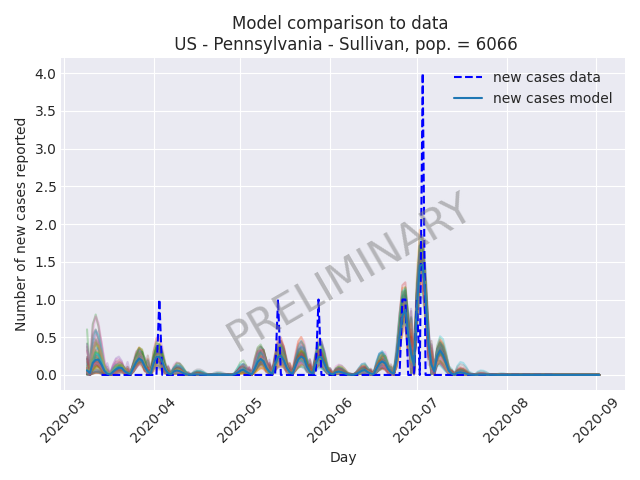 Model comparison to data
US - Pennsylvania - Sullivan, pop. = 6066
4.0
3.5
3.0
2.5
2.0
1.5
1.0
0.5
0.0
Number of new cases reported
new cases data
new cases model
PRELIMINARY
2020-03
2020-04
2020-05
2020-06
2020-07
2020-08
2020-09
Day